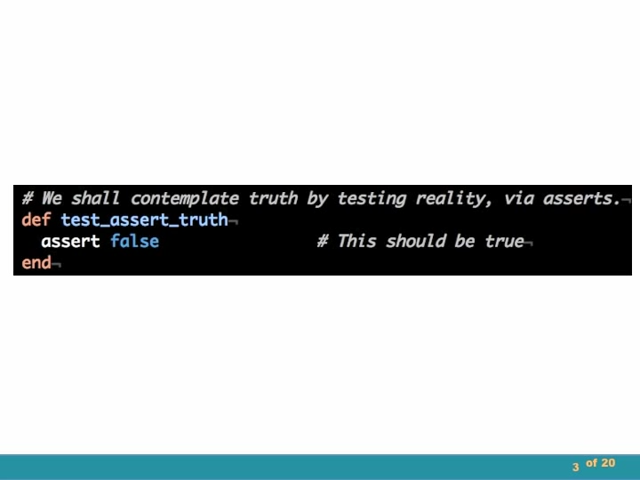 # We shall contemplate truth by testing reality, via asserts.¬
def test_assert_truth¬
  assert false                # This should be true¬
end¬
3 of 20